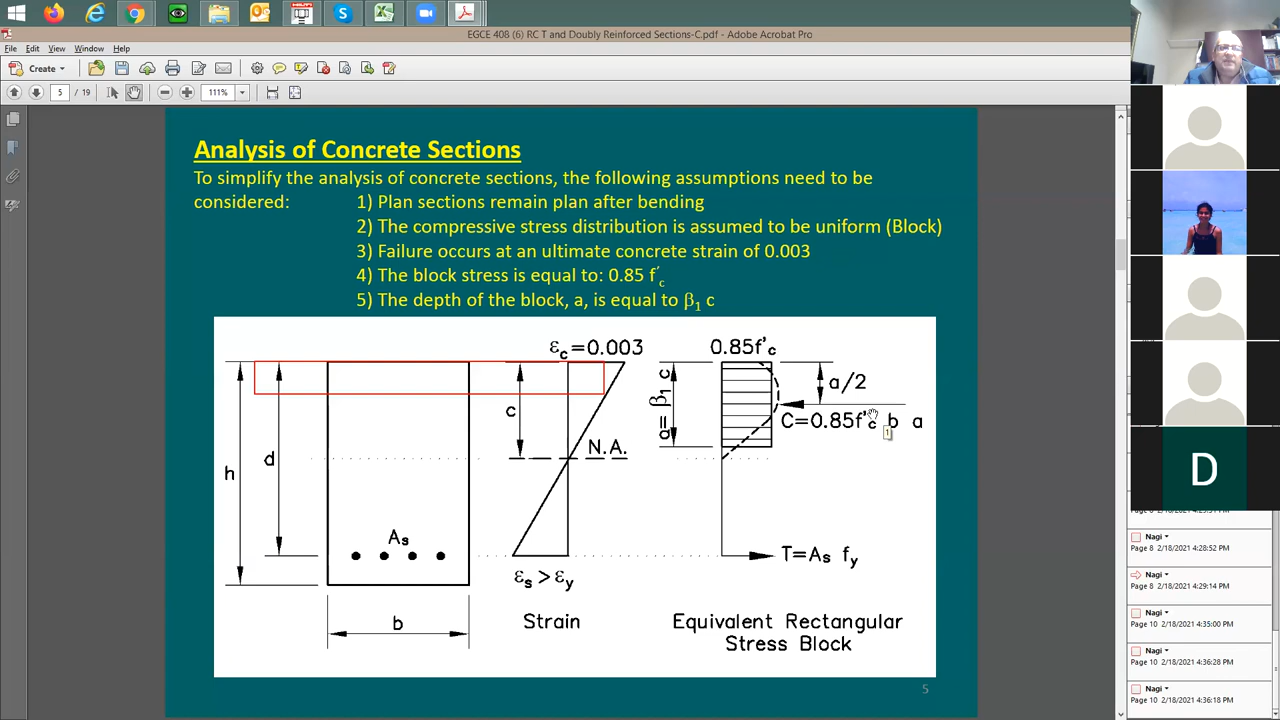 EGCE 408 (6) RC T and Doubly Reinforced Sections-C.pdf - Adobe Acrobat Pro
File Edit View Window Help
Create
5 / 19 111%
Analysis of Concrete Sections
To simplify the analysis of concrete sections, the following assumptions need to be
considered: 1) Plan sections remain plan after bending
2) The compressive stress distribution is assumed to be uniform (Block)
3) Failure occurs at an ultimate concrete strain of 0.003
4) The block stress is equal to: 0.85 f'c
5) The depth of the block, a, is equal to β1 c
εc=0.003
0.85f'c
a/2
a= β1 c
c
C=0.85f'c b a
N.A.
d
h
As
T=As fy
εs > εy
b
Strain
Equivalent Rectangular
Stress Block
5
D
Nagi
Page 8 2/18/2021 4:28:52 PM
Nagi
Page 8 2/18/2021 4:29:14 PM
Nagi
Page 10 2/18/2021 4:35:00 PM
Nagi
Page 10 2/18/2021 4:36:28 PM
Nagi
Page 10 2/18/2021 4:36:18 PM